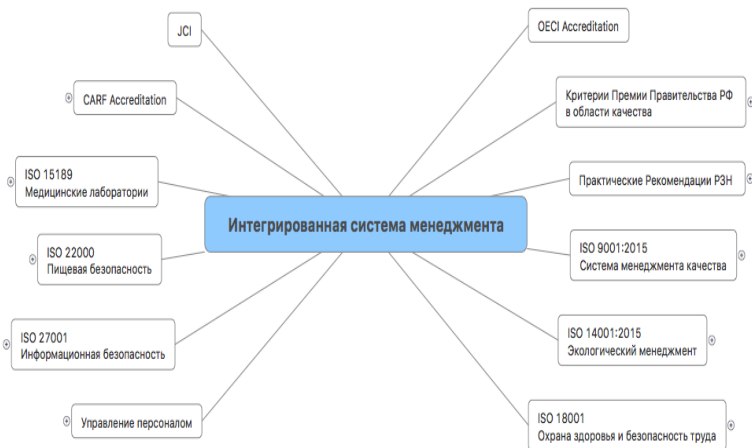 JCI
OECI Accreditation
CARF Accreditation
Критерии Премии Правительства РФ
в области качества
ISO 15189
Медицинские лаборатории
Практические Рекомендации РЗН
Интегрированная система менеджмента
ISO 22000
Пищевая безопасность
ISO 9001:2015
Система менеджмента качества
ISO 27001
Информационная безопасность
ISO 14001:2015
Экологический менеджмент
Управление персоналом
ISO 18001
Охрана здоровья и безопасность труда